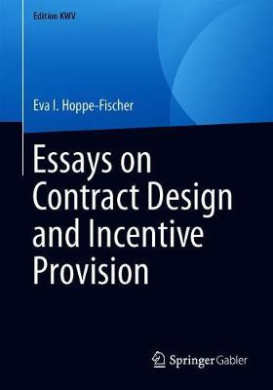 Edition KWV
Eva I. Hoppe-Fischer
Essays on
Contract Design
and Incentive
Provision
Springer Gabler